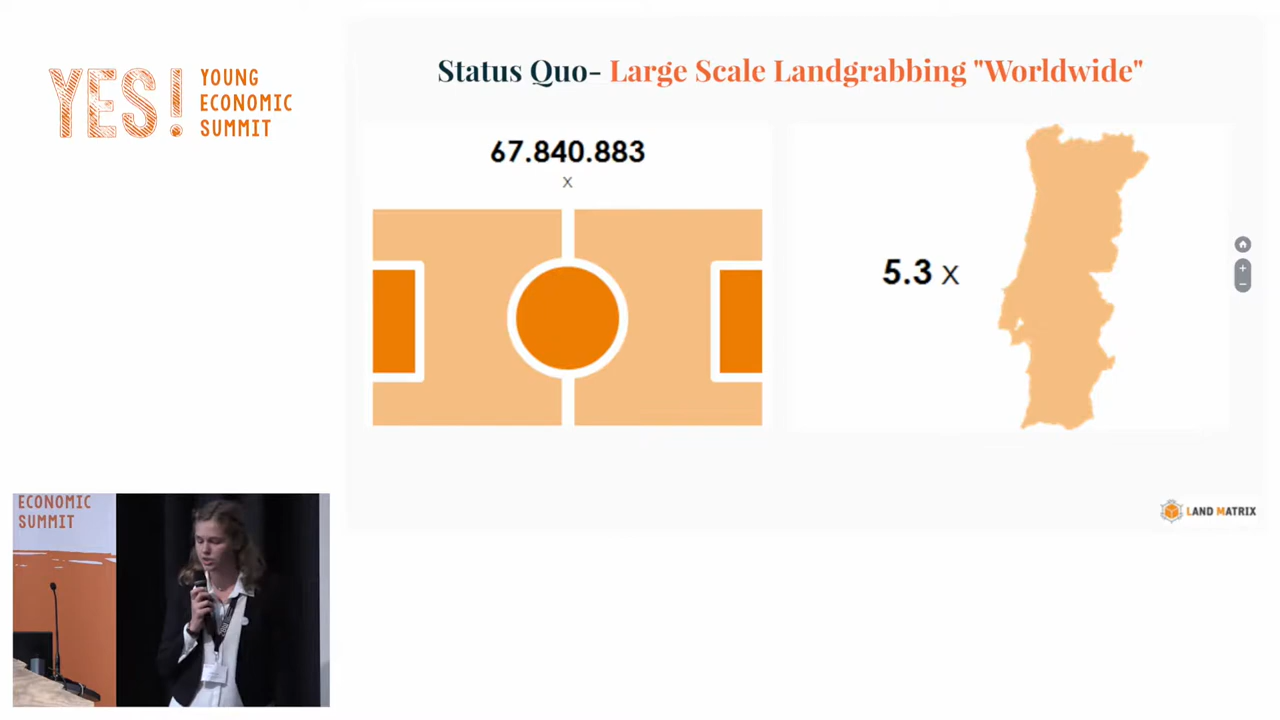 YES!
YOUNG
ECONOMIC
SUMMIT
Status Quo- Large Scale Landgrabbing "Worldwide"
67.840.883
x
5.3 x
LAND MATRIX
ECONOMIC
SUMMIT